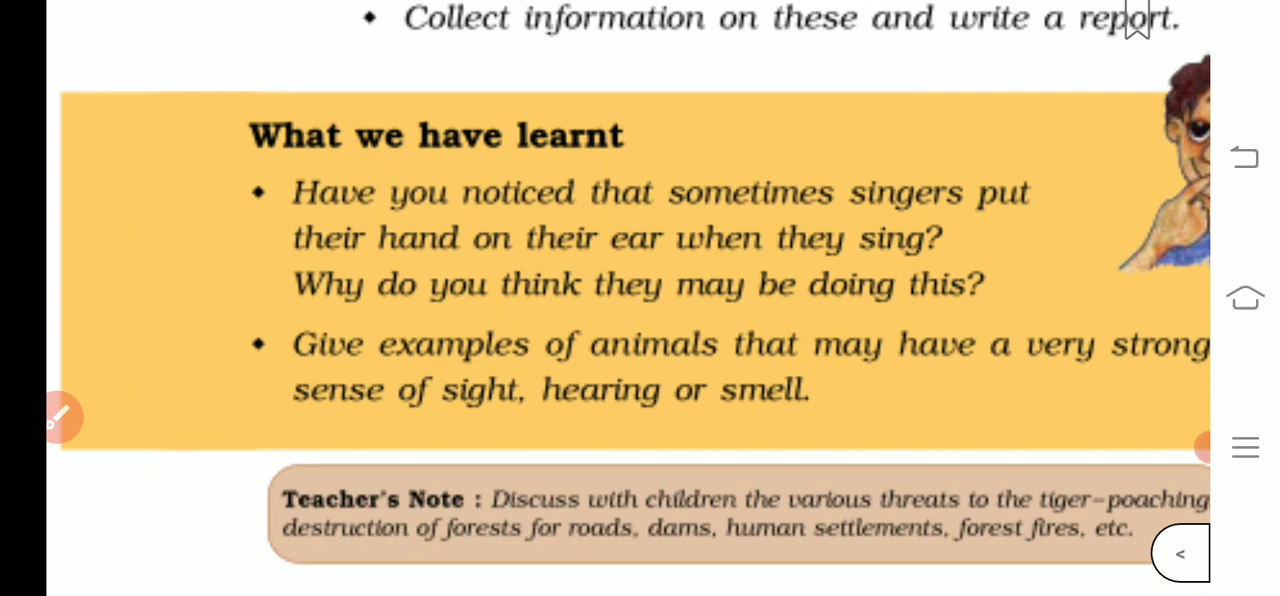 • Collect information on these and write a report.
What we have learnt
• Have you noticed that sometimes singers put
their hand on their ear when they sing?
Why do you think they may be doing this?
• Give examples of animals that may have a very strong
sense of sight, hearing or smell.
Teacher's Note : Discuss with children the various threats to the tiger–poaching
destruction of forests for roads, dams, human settlements, forest fires, etc.